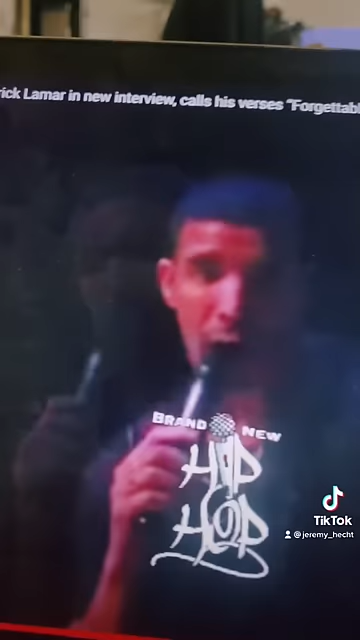 rick Lamar in new interview, calls his verses "Forgettabl
BRAND NEW
HIP
HOP
TikTok
@jeremy_hecht